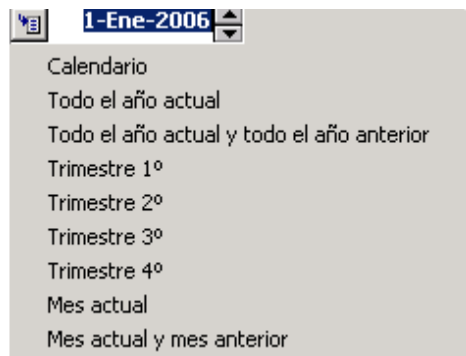 1-Ene-2006
Calendario
Todo el año actual
Todo el año actual y todo el año anterior
Trimestre 1º
Trimestre 2º
Trimestre 3º
Trimestre 4º
Mes actual
Mes actual y mes anterior